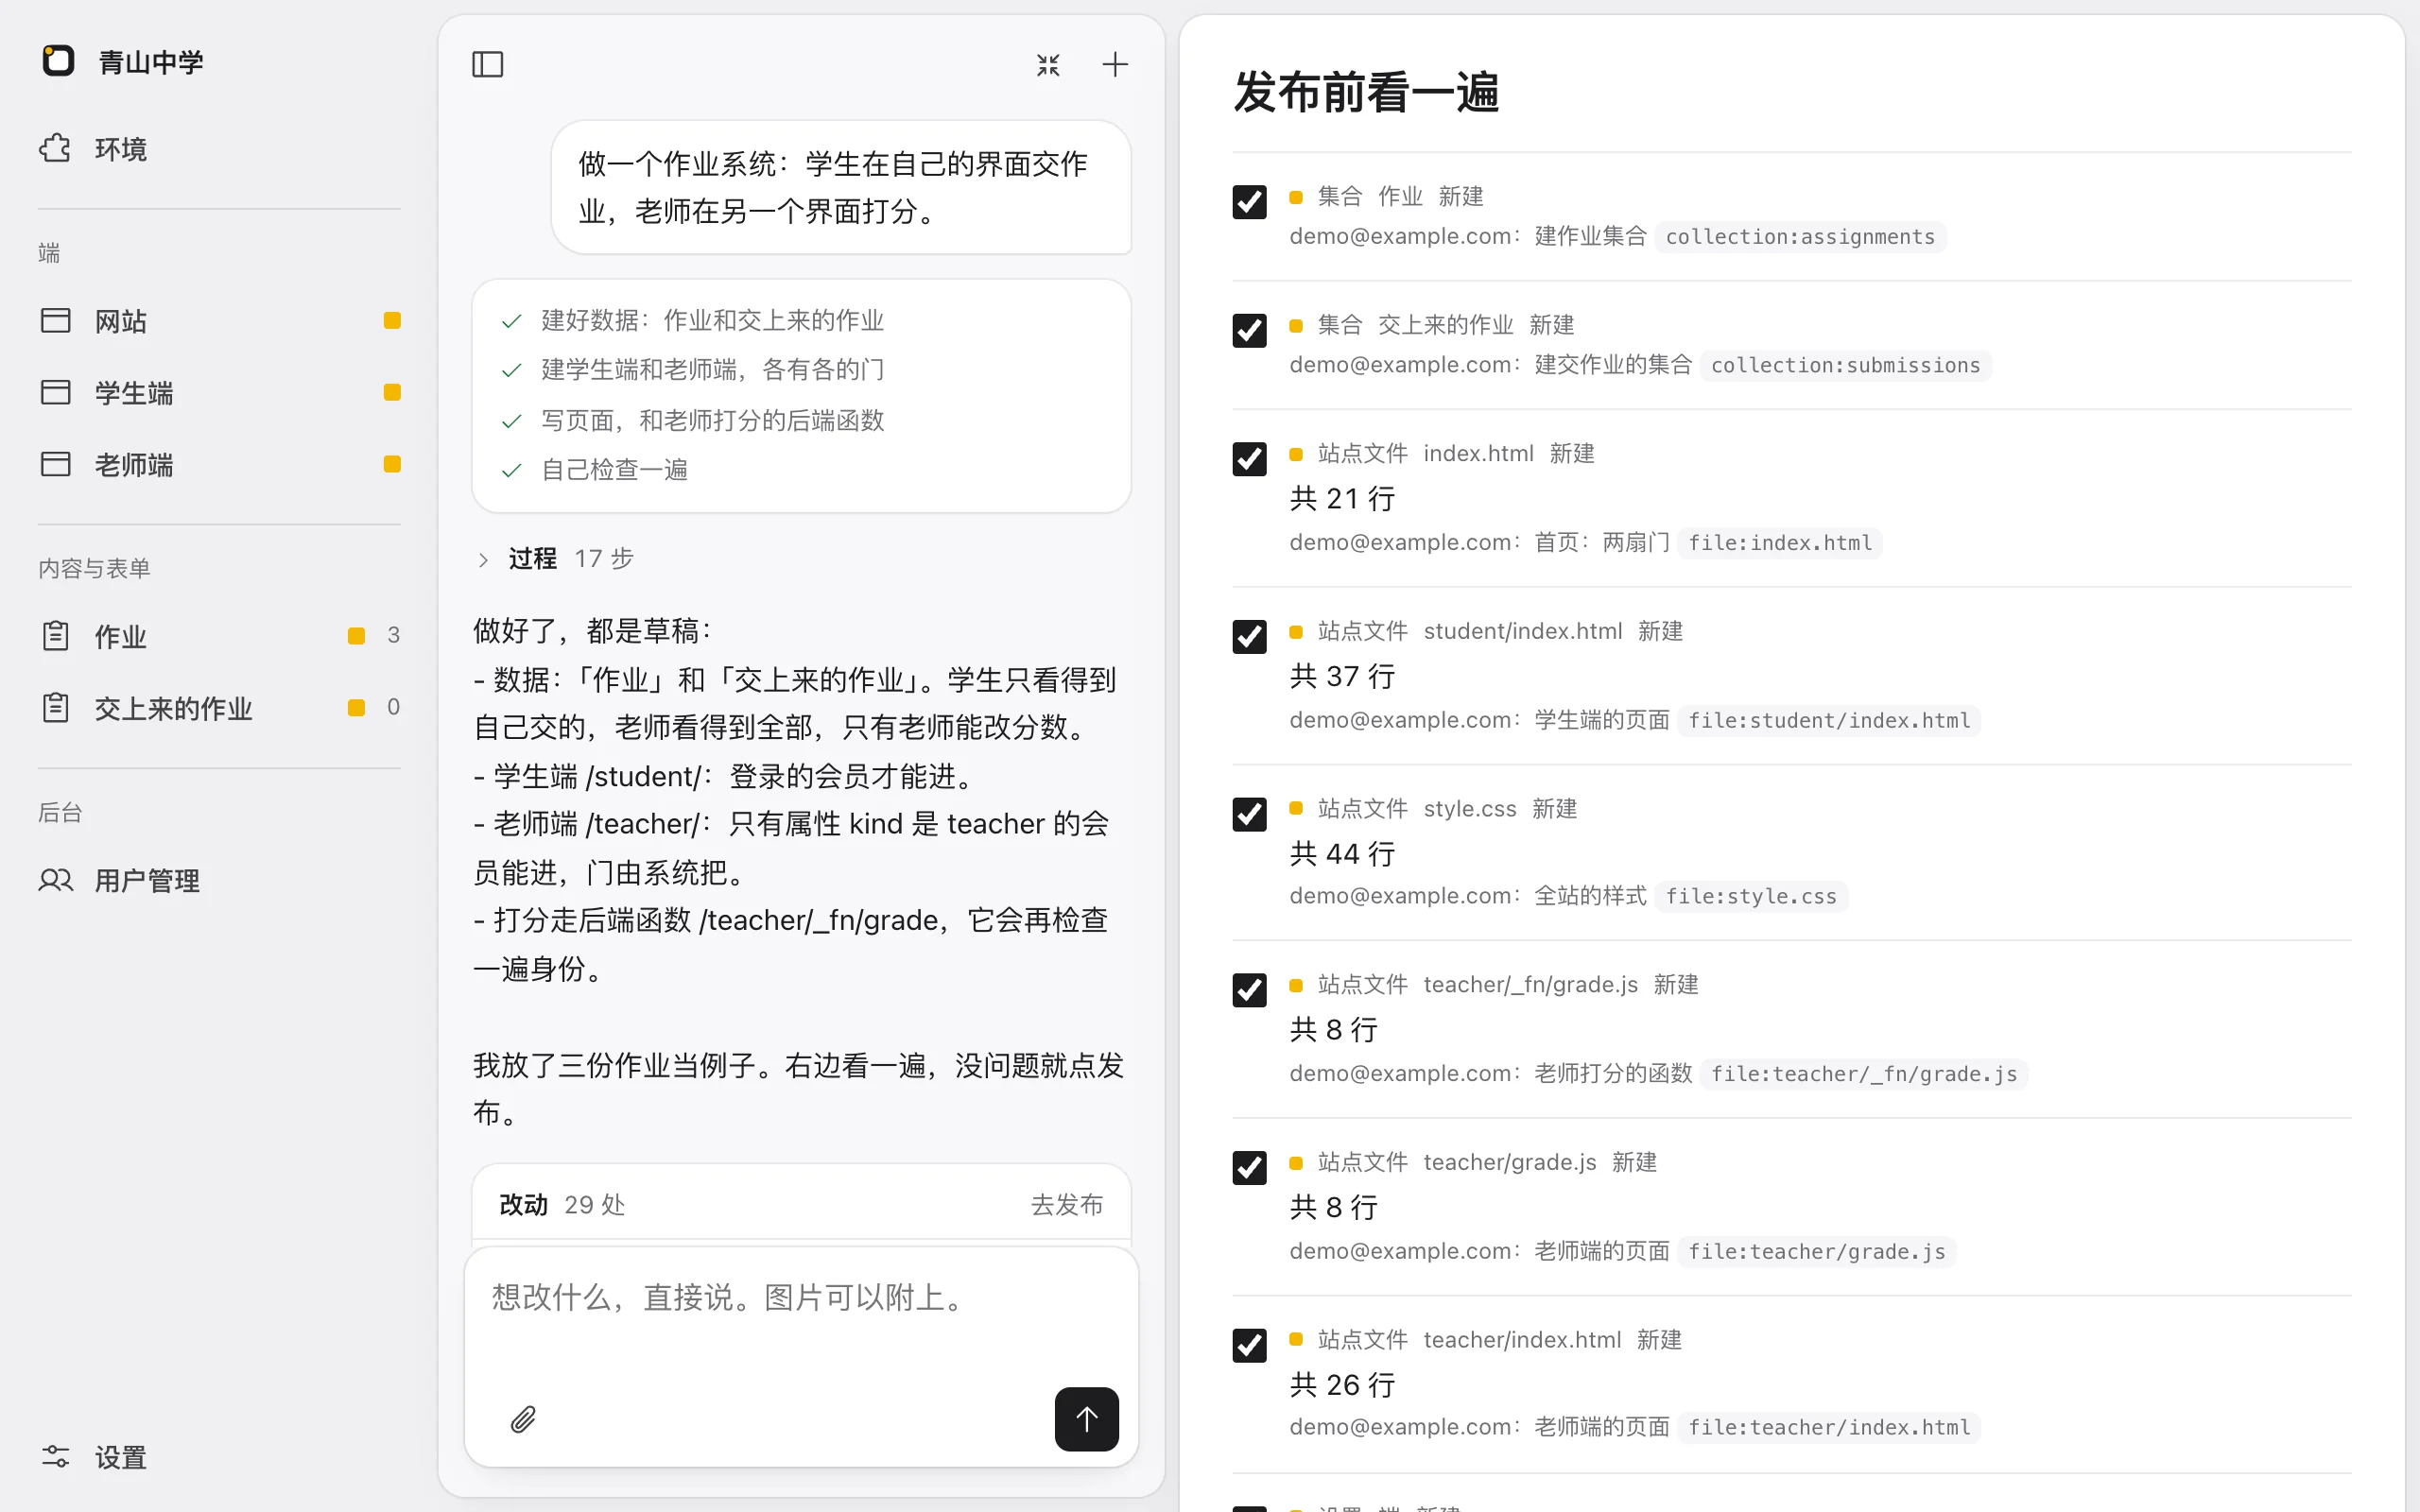 青山中学
环境
端
网站
学生端
老师端
内容与表单
作业 3
交上来的作业 0
后台
用户管理
设置
做一个作业系统：学生在自己的界面交作
业，老师在另一个界面打分。
建好数据：作业和交上来的作业
建学生端和老师端，各有各的门
写页面，和老师打分的后端函数
自己检查一遍
过程 17 步
做好了，都是草稿：
- 数据：「作业」和「交上来的作业」。学生只看得到
自己交的，老师看得到全部，只有老师能改分数。
- 学生端 /student/：登录的会员才能进。
- 老师端 /teacher/：只有属性 kind 是 teacher 的会
员能进，门由系统把。
- 打分走后端函数 /teacher/_fn/grade，它会再检查
一遍身份。
我放了三份作业当例子。右边看一遍，没问题就点发
布。
改动 29 处 去发布
想改什么，直接说。图片可以附上。
发布前看一遍
集合 作业 新建
demo@example.com：建作业集合 collection:assignments
集合 交上来的作业 新建
demo@example.com：建交作业的集合 collection:submissions
站点文件 index.html 新建
共 21 行
demo@example.com：首页：两扇门 file:index.html
站点文件 student/index.html 新建
共 37 行
demo@example.com：学生端的页面 file:student/index.html
站点文件 style.css 新建
共 44 行
demo@example.com：全站的样式 file:style.css
站点文件 teacher/_fn/grade.js 新建
共 8 行
demo@example.com：老师打分的函数 file:teacher/_fn/grade.js
站点文件 teacher/grade.js 新建
共 8 行
demo@example.com：老师端的页面 file:teacher/grade.js
站点文件 teacher/index.html 新建
共 26 行
demo@example.com：老师端的页面 file:teacher/index.html